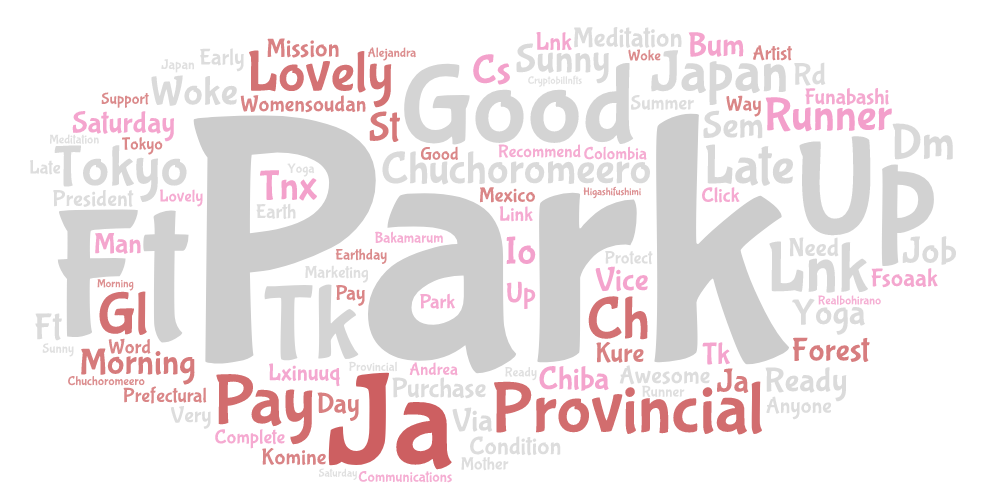 Mission
Alejandra
Lnk
Meditation
Bum
Artist
Japan
Early
Lovely
Cs
Sunny
Woke
Japan
Rd
Woke
Good
Support
Womensoudan
Summer
Way
Runner
Funabashi
Saturday
St
Sem
Dm
Meditation
Tokyo
Good
Recommend
Colombia
Late
Tokyo
Yoga
Chuchoromeero
Late
Up
President
Lovely
Tnx
Mexico
Higashifushimi
Click
Earth
Park
Link
Man
Bakamarum
Io
Need
Job
Ft
Earthday
Protect
Lnk
Marketing
Vice
Fsoaak
Morning
Pay
Park
Up
Realbohirano
Gl
Tk
Ch
Yoga
Ft
Sunny
Word
Kure
Tk
Forest
Morning
Provincial
Andrea
Ready
Chuchoromeero
Lxinuuq
Chiba
Awesome
Ja
Ready
Prefectural
Pay
Day
Ja
Purchase
Provincial
Runner
Anyone
Very
Via
Complete
Condition
Komine
Mother
Saturday
Communications